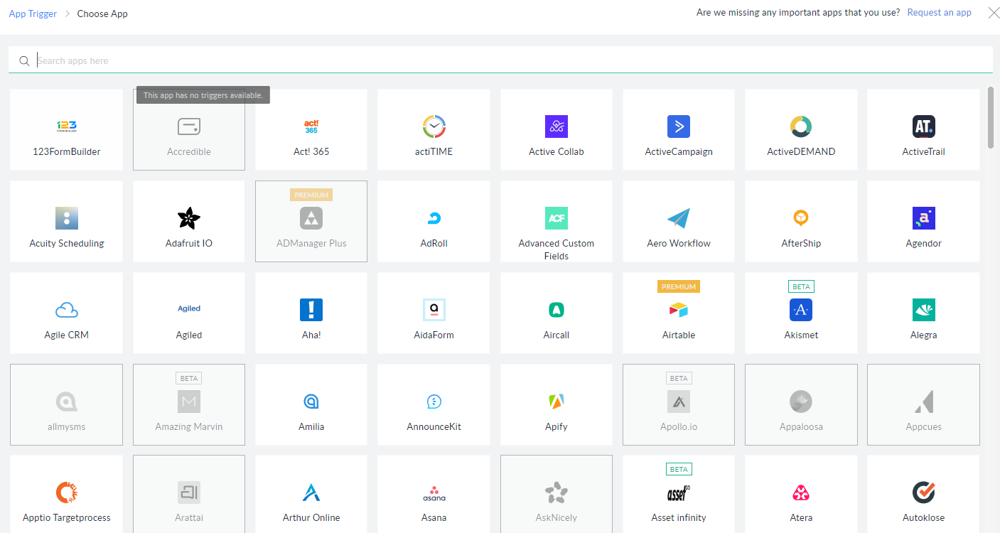 App Trigger > Choose App
Are we missing any important apps that you use? Request an app
Search apps here
This app has no triggers available.
123
FORM BUILDER
act!
365
AT.
123FormBuilder
Accredible
Act! 365
actiTIME
Active Collab
ActiveCampaign
ActiveDEMAND
ActiveTrail
PREMIUM
ACF
a
Acuity Scheduling
Adafruit IO
ADManager Plus
AdRoll
Advanced Custom
Fields
Aero Workflow
AfterShip
Agendor
PREMIUM
BETA
Agiled
!
a
A
Agile CRM
Agiled
Aha!
AidaForm
Aircall
Airtable
Akismet
Alegra
BETA
BETA
M
allmysms
Amazing Marvin
Amilia
AnnounceKit
Apify
Apollo.io
Appaloosa
Appcues
BETA
asana
asset
Apptio Targetprocess
Arattai
Arthur Online
Asana
AskNicely
Asset infinity
Atera
Autoklose